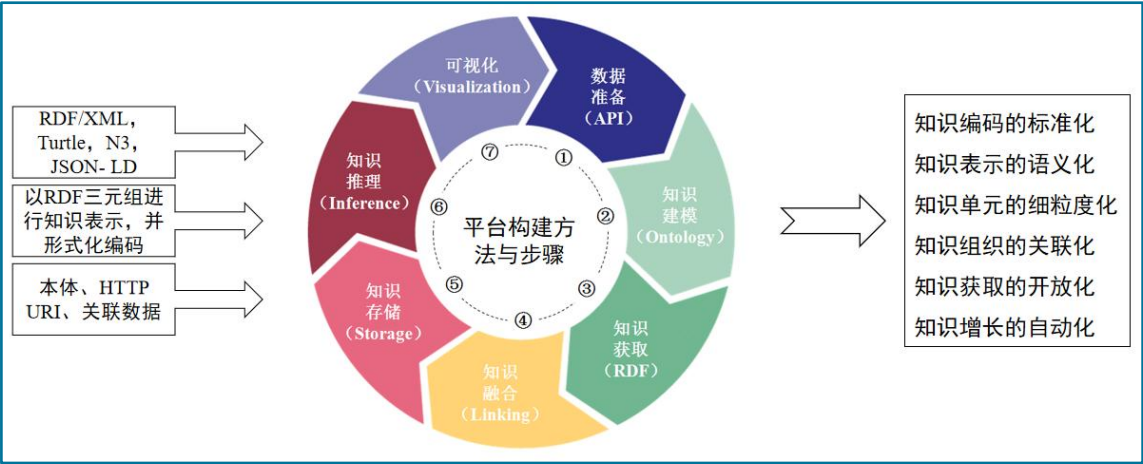 RDF/XML，
Turtle，N3，
JSON- LD
以RDF三元组进
行知识表示，并
形式化编码
本体、HTTP
URI、关联数据
可视化
（Visualization）
数据
准备
（API）
知识
建模
（Ontology）
知识
获取
（RDF）
知识
融合
（Linking）
知识
存储
（Storage）
知识
推理
（Inference）
⑦
①
⑥
②
平台构建方
法与步骤
⑤
③
④
知识编码的标准化
知识表示的语义化
知识单元的细粒度化
知识组织的关联化
知识获取的开放化
知识增长的自动化